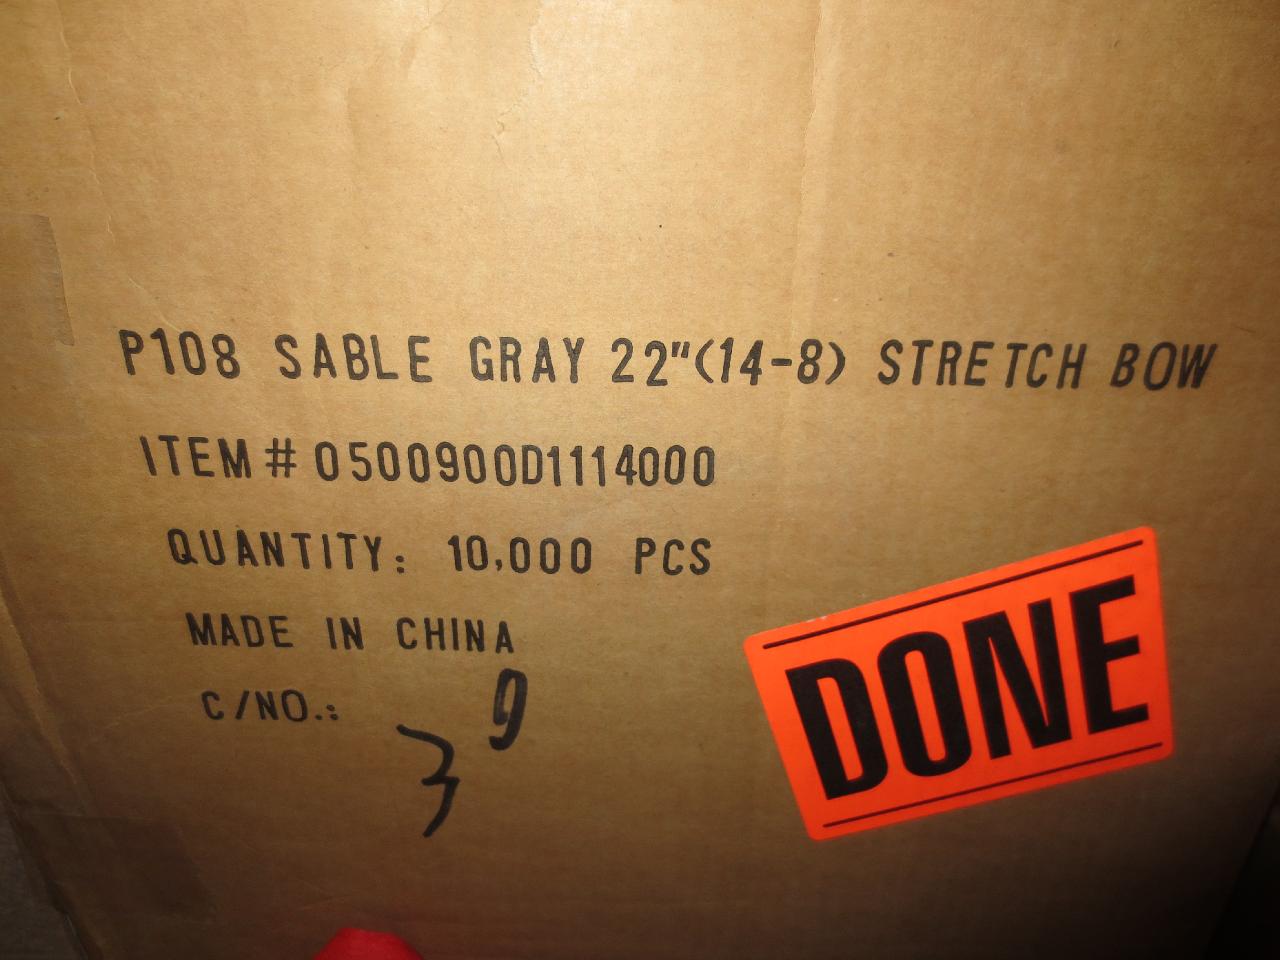 P108 SABLE GRAY 22"(14-8) STRETCH BOW
ITEM # 0500900D1114000
QUANTITY: 10,000 PCS
MADE IN CHINA
C/NO.: 9
3
DONE